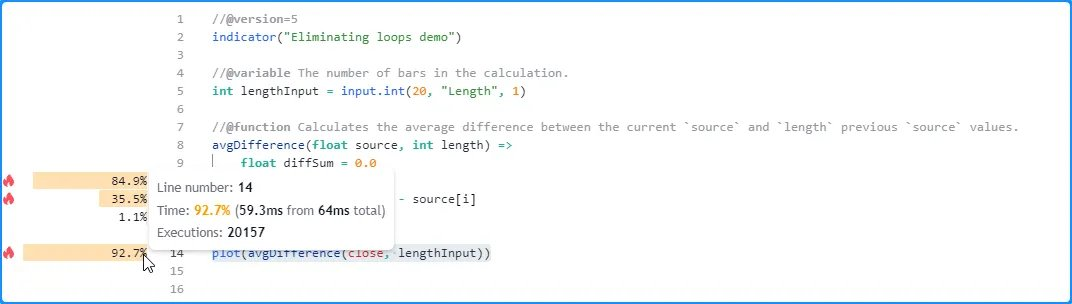 1 //@version=5
2 indicator("Eliminating loops demo")
3
4 //@variable The number of bars in the calculation.
5 int lengthInput = input.int(20, "Length", 1)
6
7 //@function Calculates the average difference between the current `source` and `length` previous `source` values.
8 avgDifference(float source, int length) =>
9 float diffSum = 0.0
84.9%
35.5% - source[i]
1.1%
Line number: 14
Time: 92.7% (59.3ms from 64ms total)
Executions: 20157
92.7% 14 plot(avgDifference(close, lengthInput))
15
16